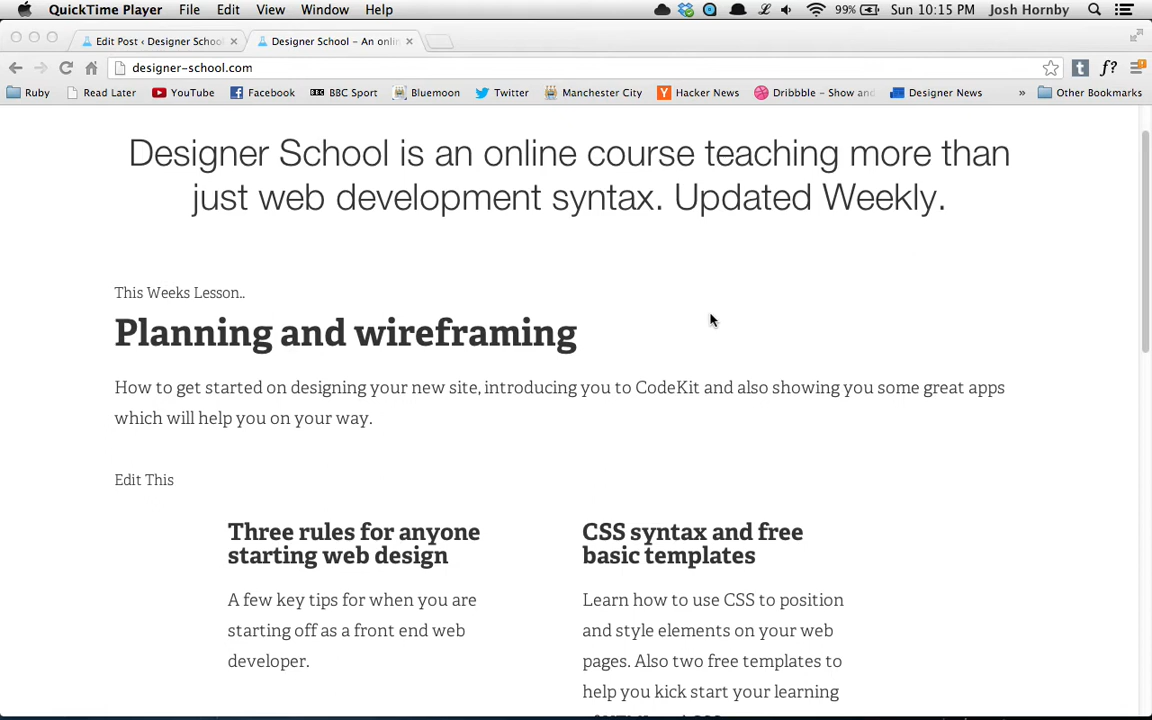 QuickTime Player File Edit View Window Help 99% Sun 10:15 PM Josh Hornby
Edit Post ‹ Designer School Designer School – An onlin
designer-school.com
Ruby Read Later YouTube Facebook BBC Sport Bluemoon Twitter Manchester City Hacker News Dribbble – Show and Designer News » Other Bookmarks
Designer School is an online course teaching more than
just web development syntax. Updated Weekly.
This Weeks Lesson..
Planning and wireframing
How to get started on designing your new site, introducing you to CodeKit and also showing you some great apps
which will help you on your way.
Edit This
Three rules for anyone
starting web design
A few key tips for when you are
starting off as a front end web
developer.
CSS syntax and free
basic templates
Learn how to use CSS to position
and style elements on your web
pages. Also two free templates to
help you kick start your learning